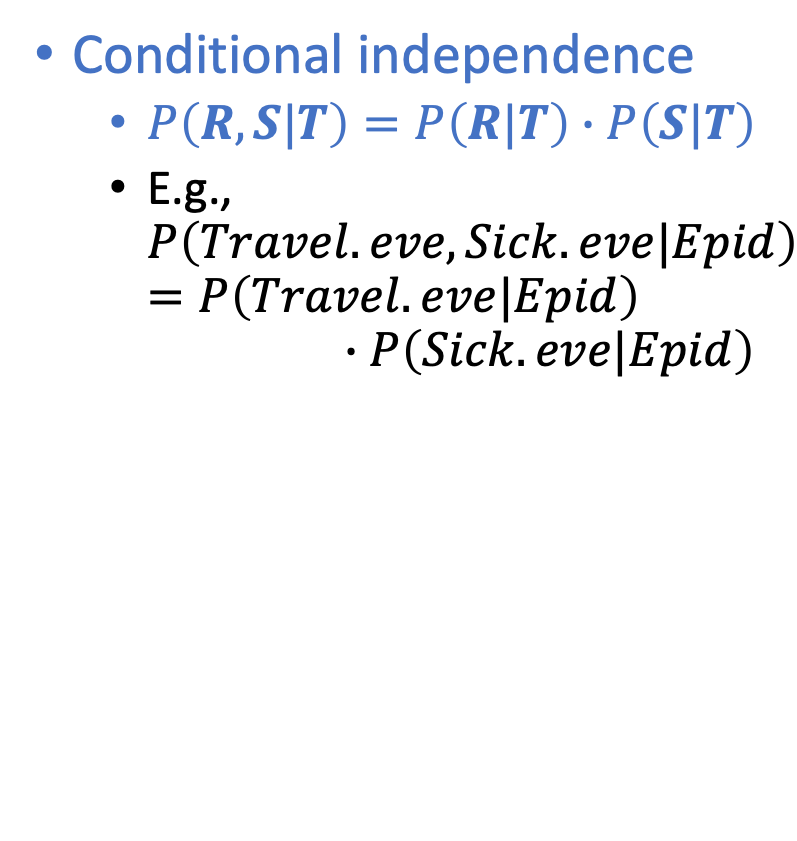 • Conditional independence
• P(R, S|T) = P(R|T) · P(S|T)
• E.g.,
P(Travel. eve, Sick. eve|Epid)
= P(Travel. eve|Epid)
· P(Sick. eve|Epid)